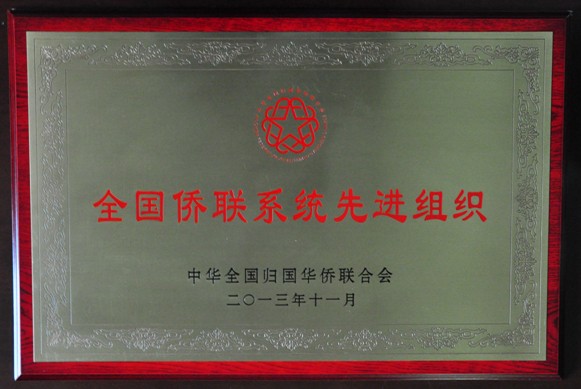 全国侨联系统先进组织
中华全国归国华侨联合会
二〇一三年十一月